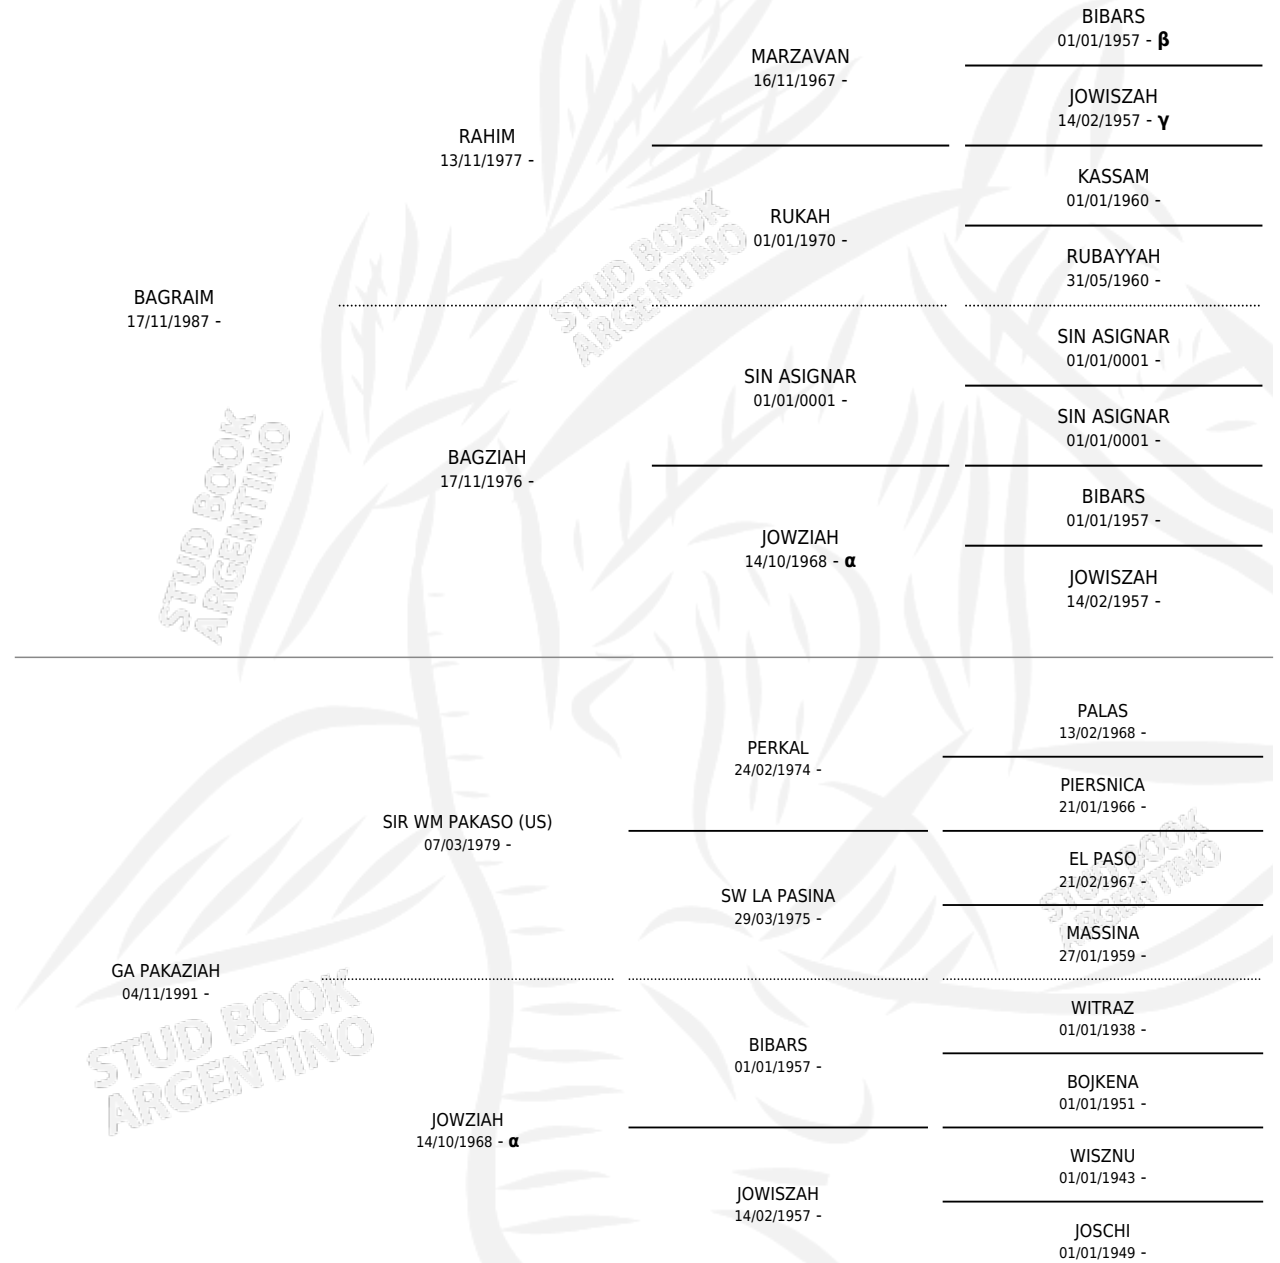 BIBARS
01/01/1957 - β
MARZAVAN
16/11/1967 -
JOWISZAH
14/02/1957 - γ
RAHIM
13/11/1977 -
KASSAM
01/01/1960 -
RUKAH
01/01/1970 -
RUBAYYAH
31/05/1960 -
BAGRAIM
17/11/1987 -
SIN ASIGNAR
01/01/0001 -
SIN ASIGNAR
01/01/0001 -
SIN ASIGNAR
01/01/0001 -
BAGZIAH
17/11/1976 -
BIBARS
01/01/1957 -
JOWZIAH
14/10/1968 - α
JOWISZAH
14/02/1957 -
PALAS
13/02/1968 -
PERKAL
24/02/1974 -
PIERSNICA
21/01/1966 -
SIR WM PAKASO (US)
07/03/1979 -
EL PASO
21/02/1967 -
SW LA PASINA
29/03/1975 -
MASSINA
27/01/1959 -
GA PAKAZIAH
04/11/1991 -
WITRAZ
01/01/1938 -
BIBARS
01/01/1957 -
BOJKENA
01/01/1951 -
JOWZIAH
14/10/1968 - α
WISZNU
01/01/1943 -
JOWISZAH
14/02/1957 -
JOSCHI
01/01/1949 -
STUD BOOK
ARGENTINO
STUD BOOK
ARGENTINO
STUD BOOK
ARGENTINO
STUD BOOK
ARGENTINO